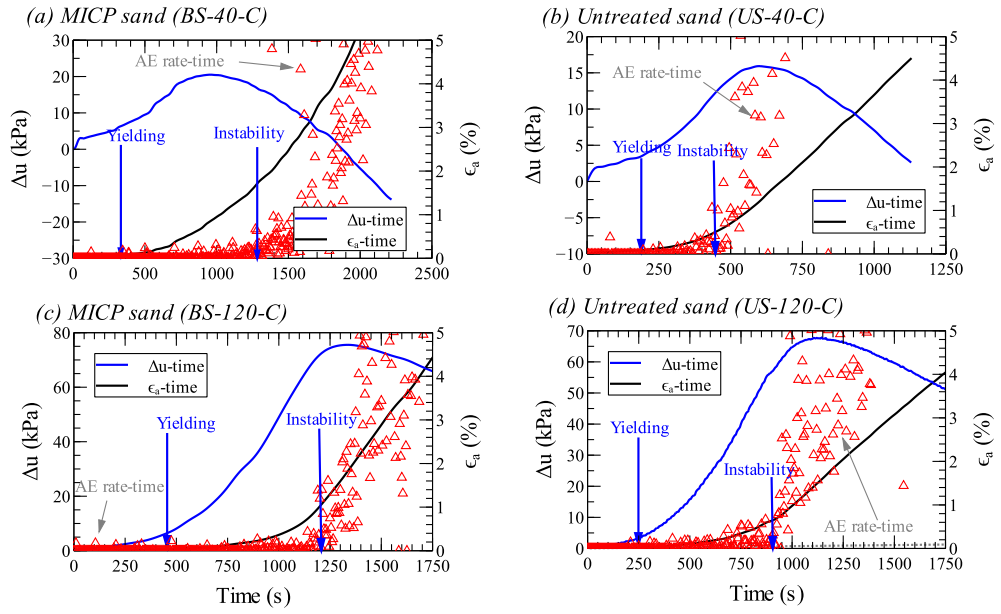 (a) MICP sand (BS-40-C)
30
20
10
0
−10
−20
−30
Δu (kPa)
AE rate-time
Yielding
Instability
Δu-time
ϵa-time
5
4
3
2
1
0
ϵa (%)
0 500 1000 1500 2000 2500
(b) Untreated sand (US-40-C)
20
15
10
5
0
−5
−10
Δu (kPa)
AE rate-time
Yielding
Instability
Δu-time
ϵa-time
5
4
3
2
1
0
ϵa (%)
0 250 500 750 1000 1250
(c) MICP sand (BS-120-C)
80
60
40
20
0
Δu (kPa)
Δu-time
ϵa-time
Yielding
Instability
AE rate-time
5
4
3
2
1
0
ϵa (%)
0 250 500 750 1000 1250 1500 1750
Time (s)
(d) Untreated sand (US-120-C)
70
60
50
40
30
20
10
0
Δu (kPa)
Δu-time
ϵa-time
Yielding
Instability
AE rate-time
5
4
3
2
1
0
ϵa (%)
0 250 500 750 1000 1250 1500 1750
Time (s)